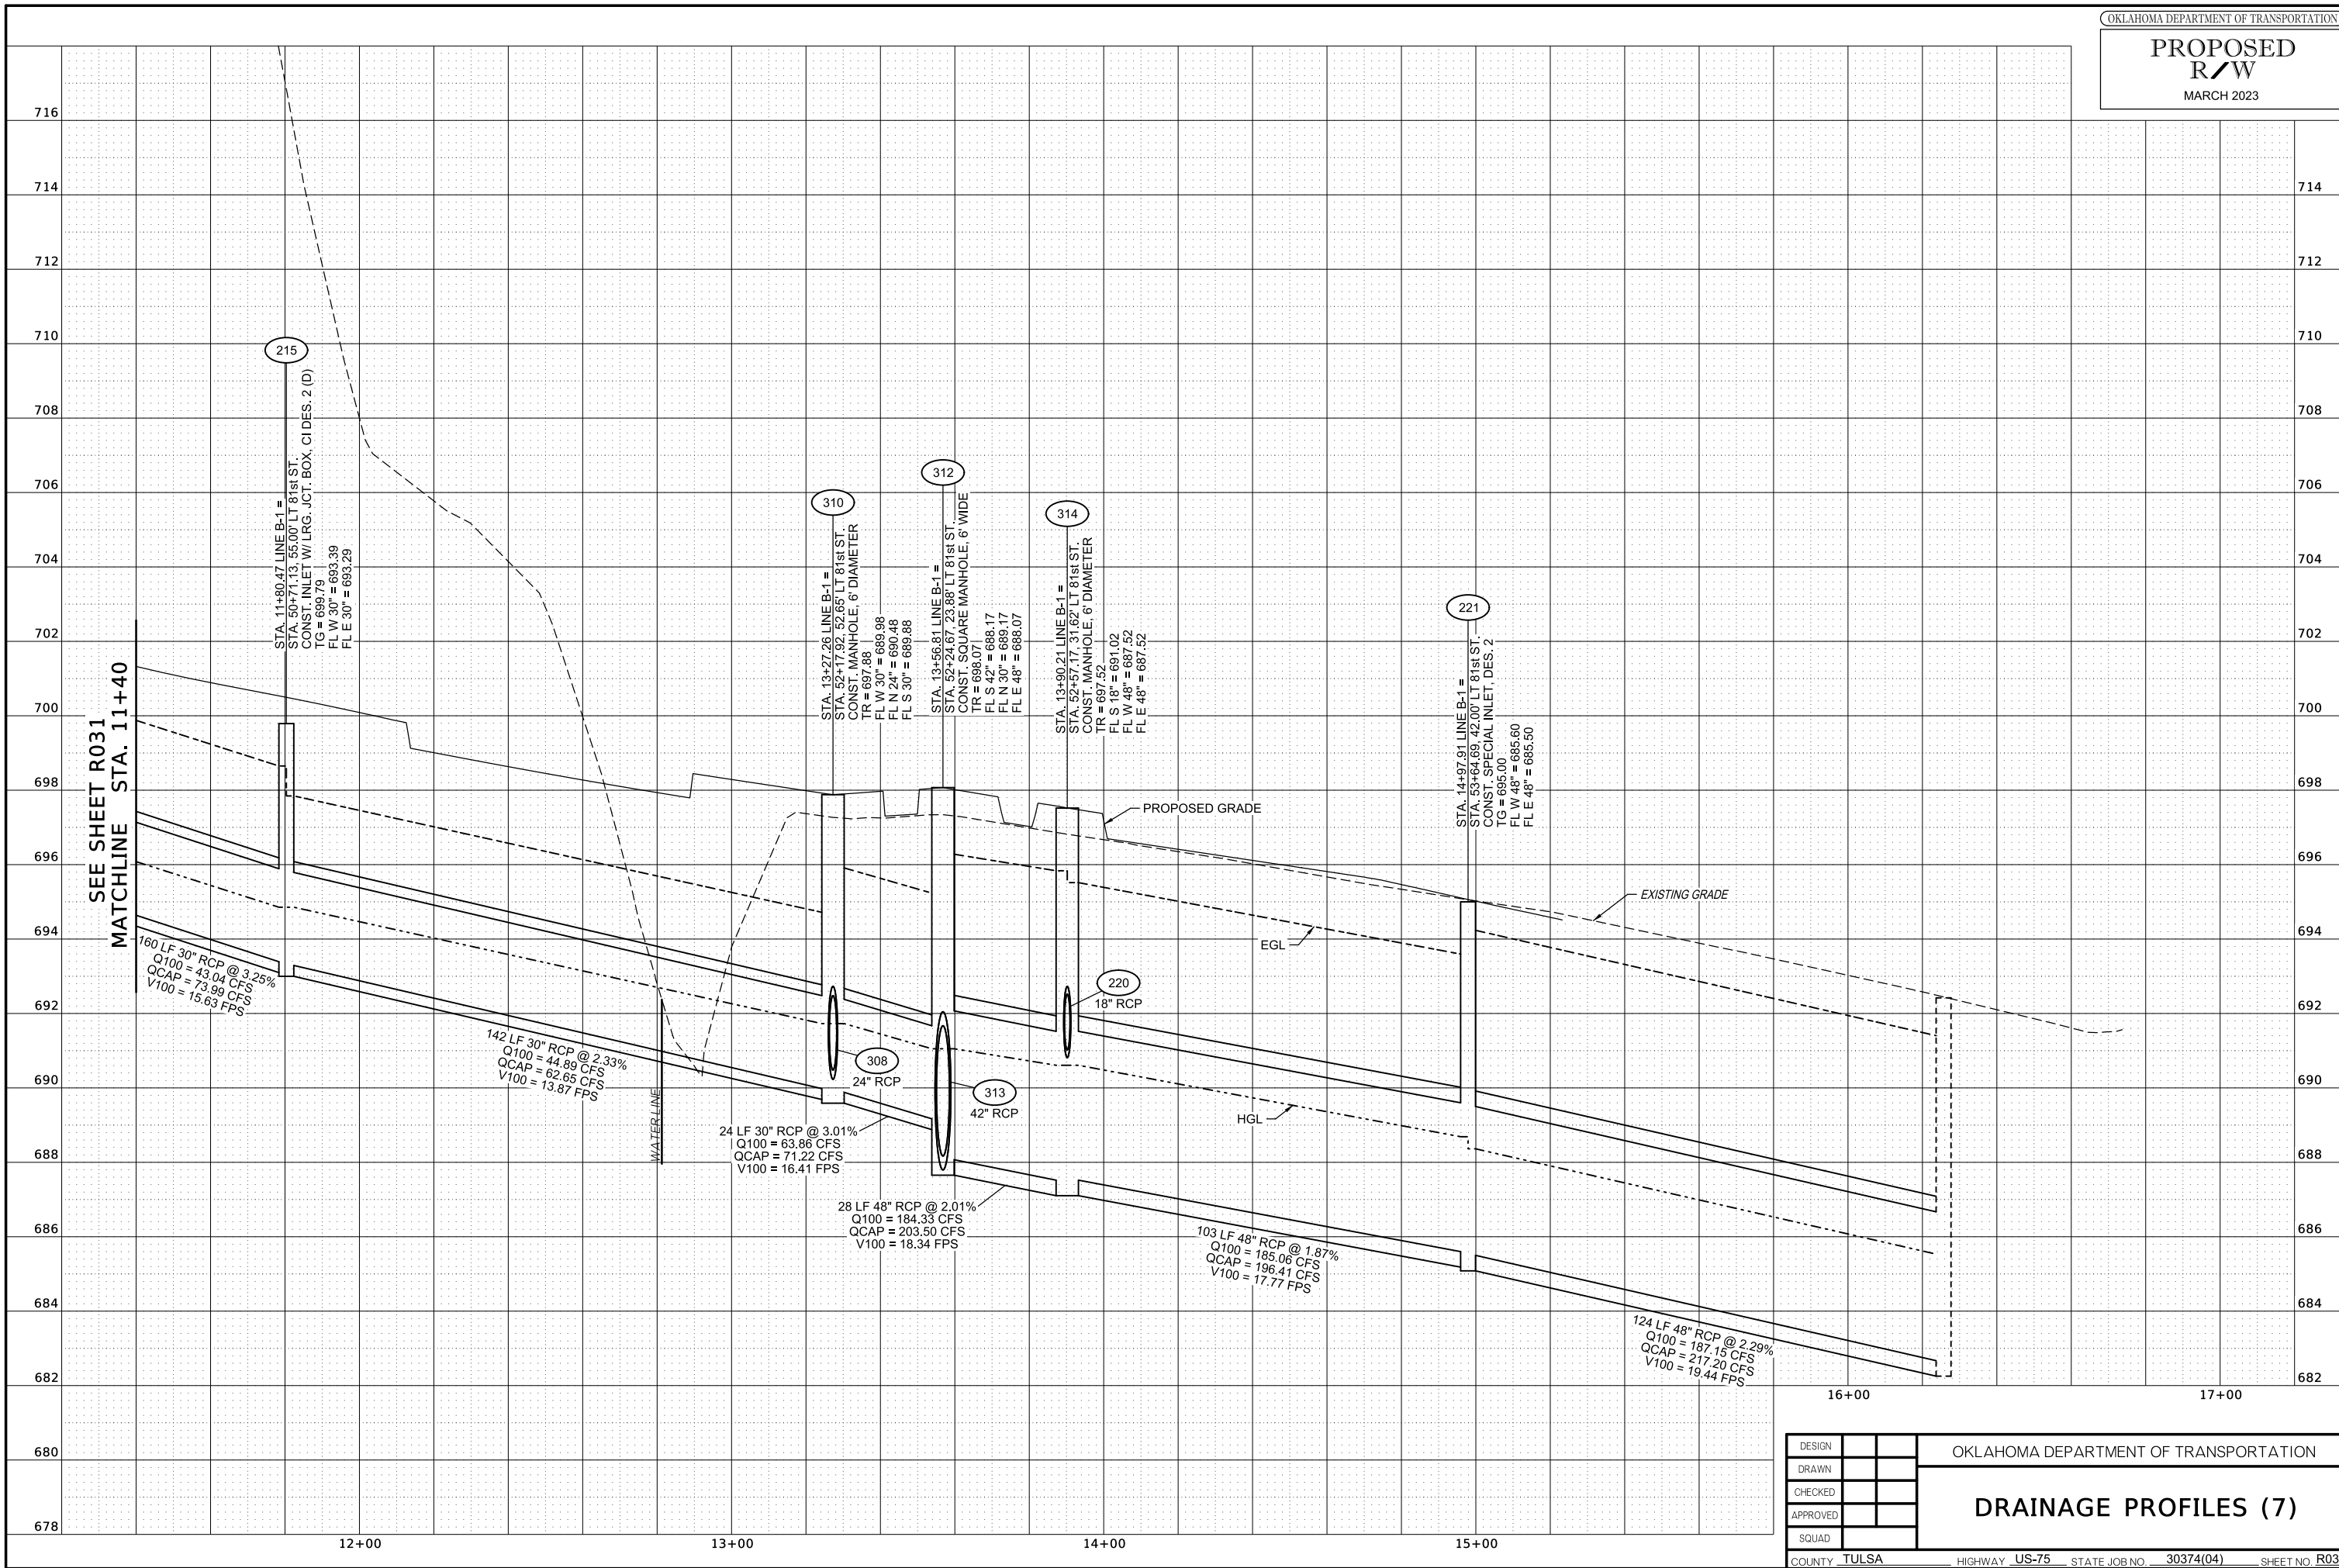 OKLAHOMA DEPARTMENT OF TRANSPORTATION
PROPOSED
R/W
MARCH 2023
716
714
712
710
708
706
704
702
700
698
696
694
692
690
688
686
684
682
680
678
714
712
710
708
706
704
702
700
698
696
694
692
690
688
686
684
682
SEE SHEET R031
MATCHLINE STA. 11+40
215
STA. 11+80.47 LINE B-1 =
STA. 50+71.13, 55.00' LT 81st ST.
CONST. INLET W/ LRG. JCT. BOX, CI DES. 2 (D)
TG = 699.79
FL W 30" = 693.39
FL E 30" = 693.29
310
STA. 13+27.26 LINE B-1 =
STA. 52+17.92, 52.65' LT 81st ST.
CONST. MANHOLE, 6' DIAMETER
TR = 697.88
FL W 30" = 689.98
FL N 24" = 690.48
FL S 30" = 689.88
312
STA. 13+56.81 LINE B-1 =
STA. 52+24.67, 23.88' LT 81st ST.
CONST. SQUARE MANHOLE, 6' WIDE
TR = 698.07
FL S 42" = 688.17
FL N 30" = 689.17
FL E 48" = 688.07
314
STA. 13+90.21 LINE B-1 =
STA. 52+57.17, 31.62' LT 81st ST.
CONST. MANHOLE, 6' DIAMETER
TR = 697.52
FL S 18" = 691.02
FL W 48" = 687.52
FL E 48" = 687.52
221
STA. 14+97.91 LINE B-1 =
STA. 53+64.69, 42.00' LT 81st ST.
CONST. SPECIAL INLET, DES. 2
TG = 695.00
FL W 48" = 685.60
FL E 48" = 685.50
PROPOSED GRADE
EXISTING GRADE
EGL
HGL
220
18" RCP
308
24" RCP
313
42" RCP
WATER LINE
160 LF 30" RCP @ 3.25%
Q100 = 43.04 CFS
QCAP = 73.99 CFS
V100 = 15.63 FPS
142 LF 30" RCP @ 2.33%
Q100 = 44.89 CFS
QCAP = 62.65 CFS
V100 = 13.87 FPS
24 LF 30" RCP @ 3.01%
Q100 = 63.86 CFS
QCAP = 71.22 CFS
V100 = 16.41 FPS
28 LF 48" RCP @ 2.01%
Q100 = 184.33 CFS
QCAP = 203.50 CFS
V100 = 18.34 FPS
103 LF 48" RCP @ 1.87%
Q100 = 185.06 CFS
QCAP = 196.41 CFS
V100 = 17.77 FPS
124 LF 48" RCP @ 2.29%
Q100 = 187.15 CFS
QCAP = 217.20 CFS
V100 = 19.44 FPS
12+00 13+00 14+00 15+00 16+00 17+00
DESIGN
DRAWN
CHECKED
APPROVED
SQUAD
OKLAHOMA DEPARTMENT OF TRANSPORTATION
DRAINAGE PROFILES (7)
COUNTY TULSA HIGHWAY US-75 STATE JOB NO. 30374(04) SHEET NO.